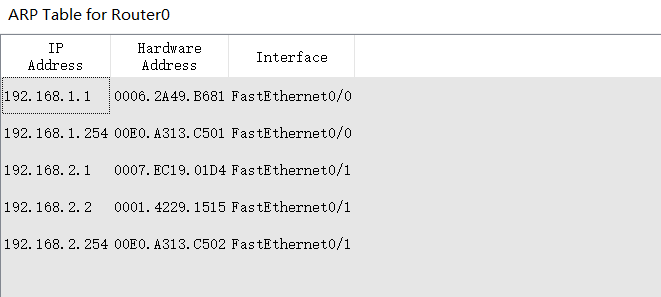 ARP Table for Router0
IP Address Hardware Address Interface
192.168.1.1 0006.2A49.B681 FastEthernet0/0
192.168.1.254 00E0.A313.C501 FastEthernet0/0
192.168.2.1 0007.EC19.01D4 FastEthernet0/1
192.168.2.2 0001.4229.1515 FastEthernet0/1
192.168.2.254 00E0.A313.C502 FastEthernet0/1